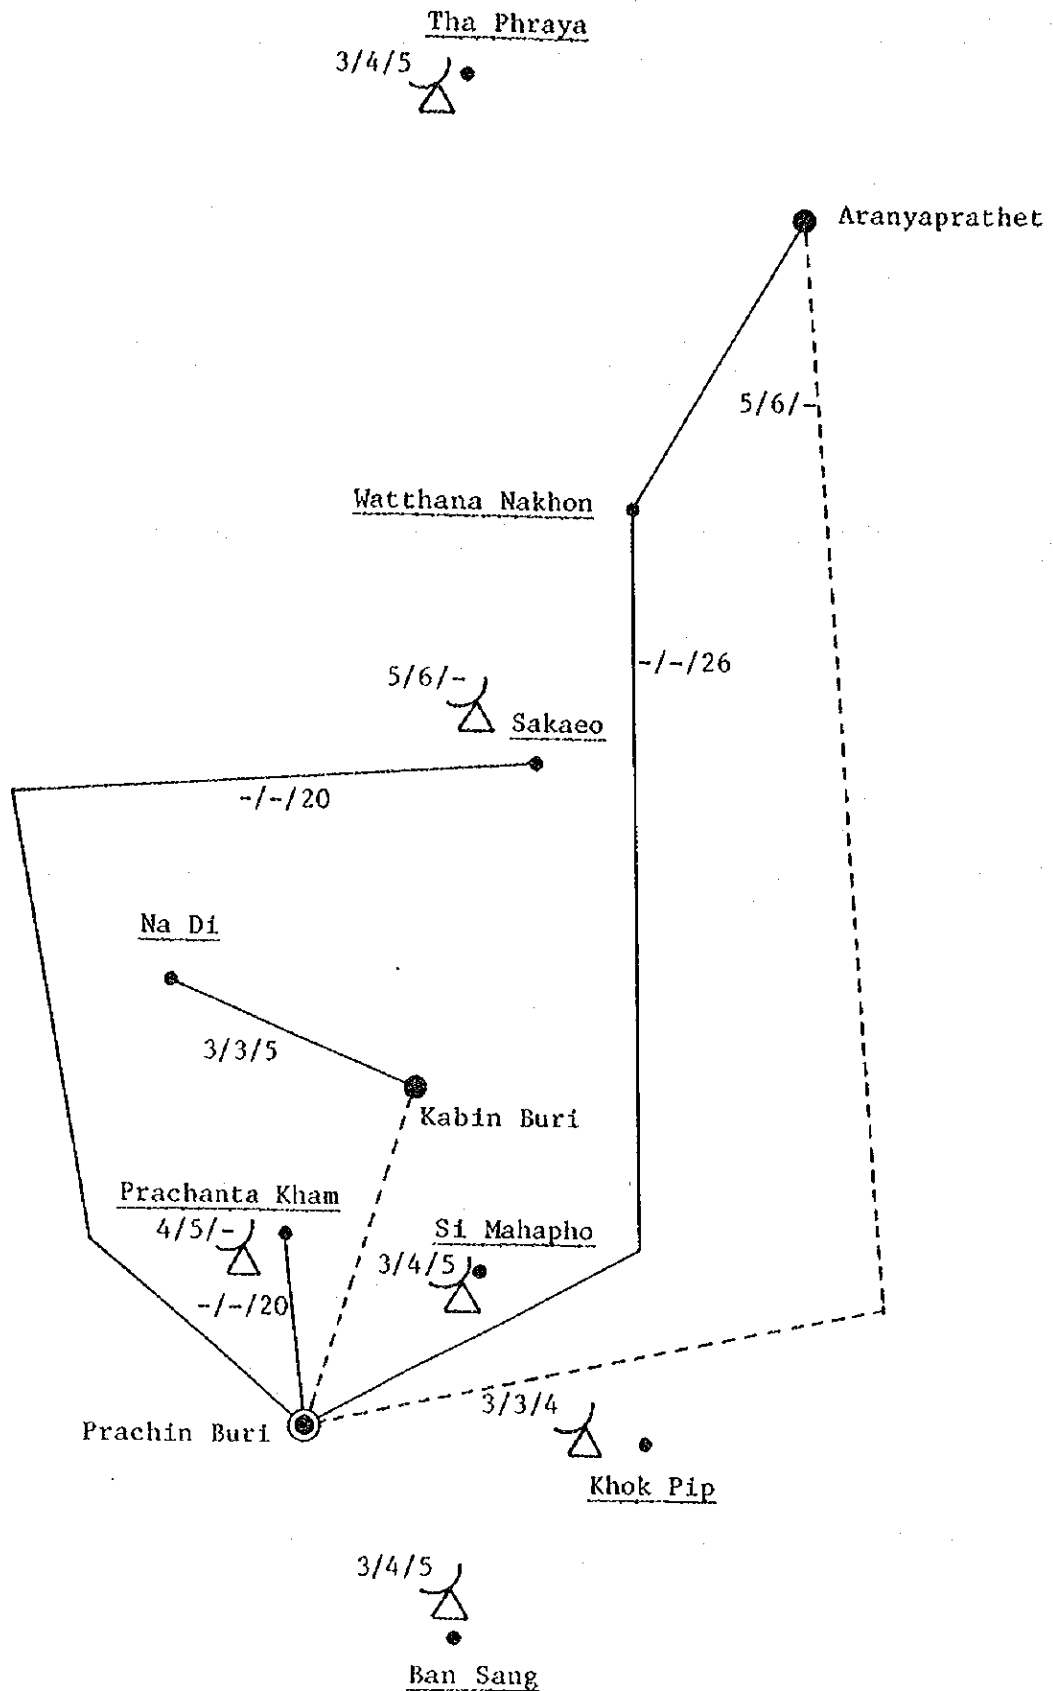 Tha Phraya
3/4/5
Aranyaprathet
5/6/-
Watthana Nakhon
-/-/26
5/6/-
Sakaeo
-/-/20
Na Di
3/3/5
Kabin Buri
Prachanta Kham
4/5/-
Si Mahapho
3/4/5
-/-/20
3/3/4
Prachin Buri
Khok Pip
3/4/5
Ban Sang